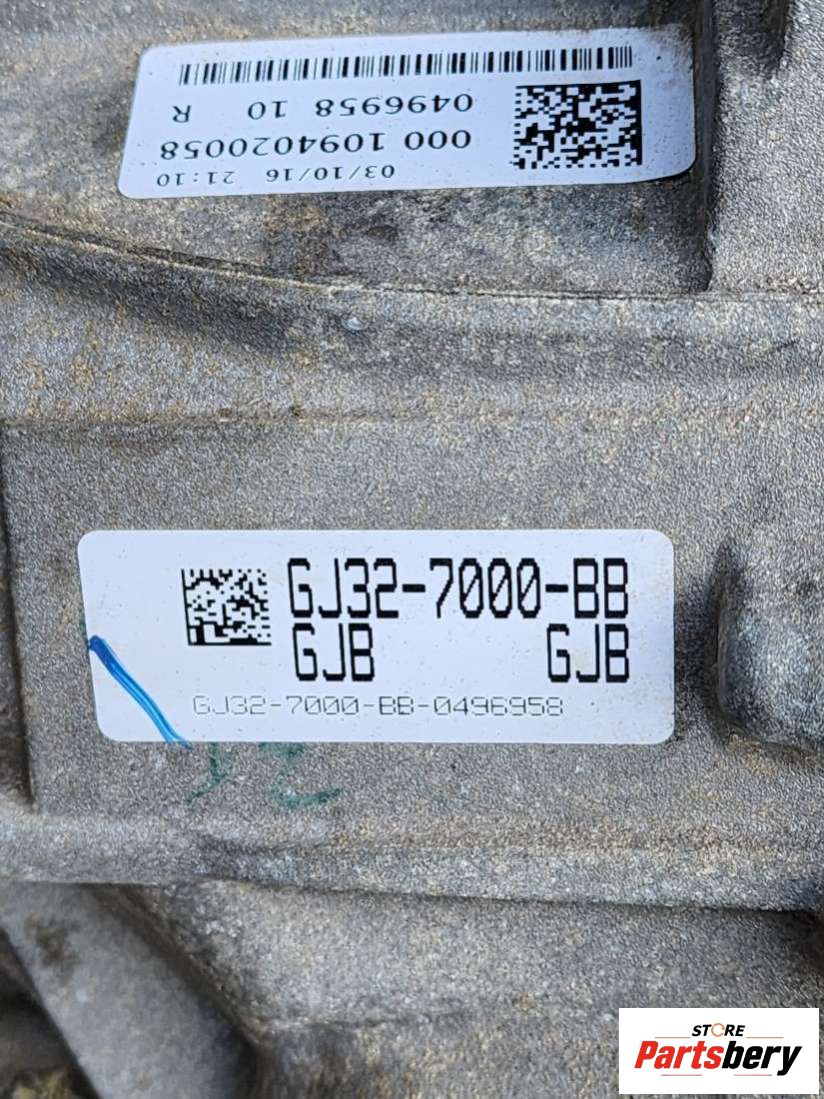 03/10/16 21:10
000 1094020058
0496958 10 R
GJ32-7000-BB
GJB GJB
GJ32-7000-BB-0496958
STORE
Partsbery